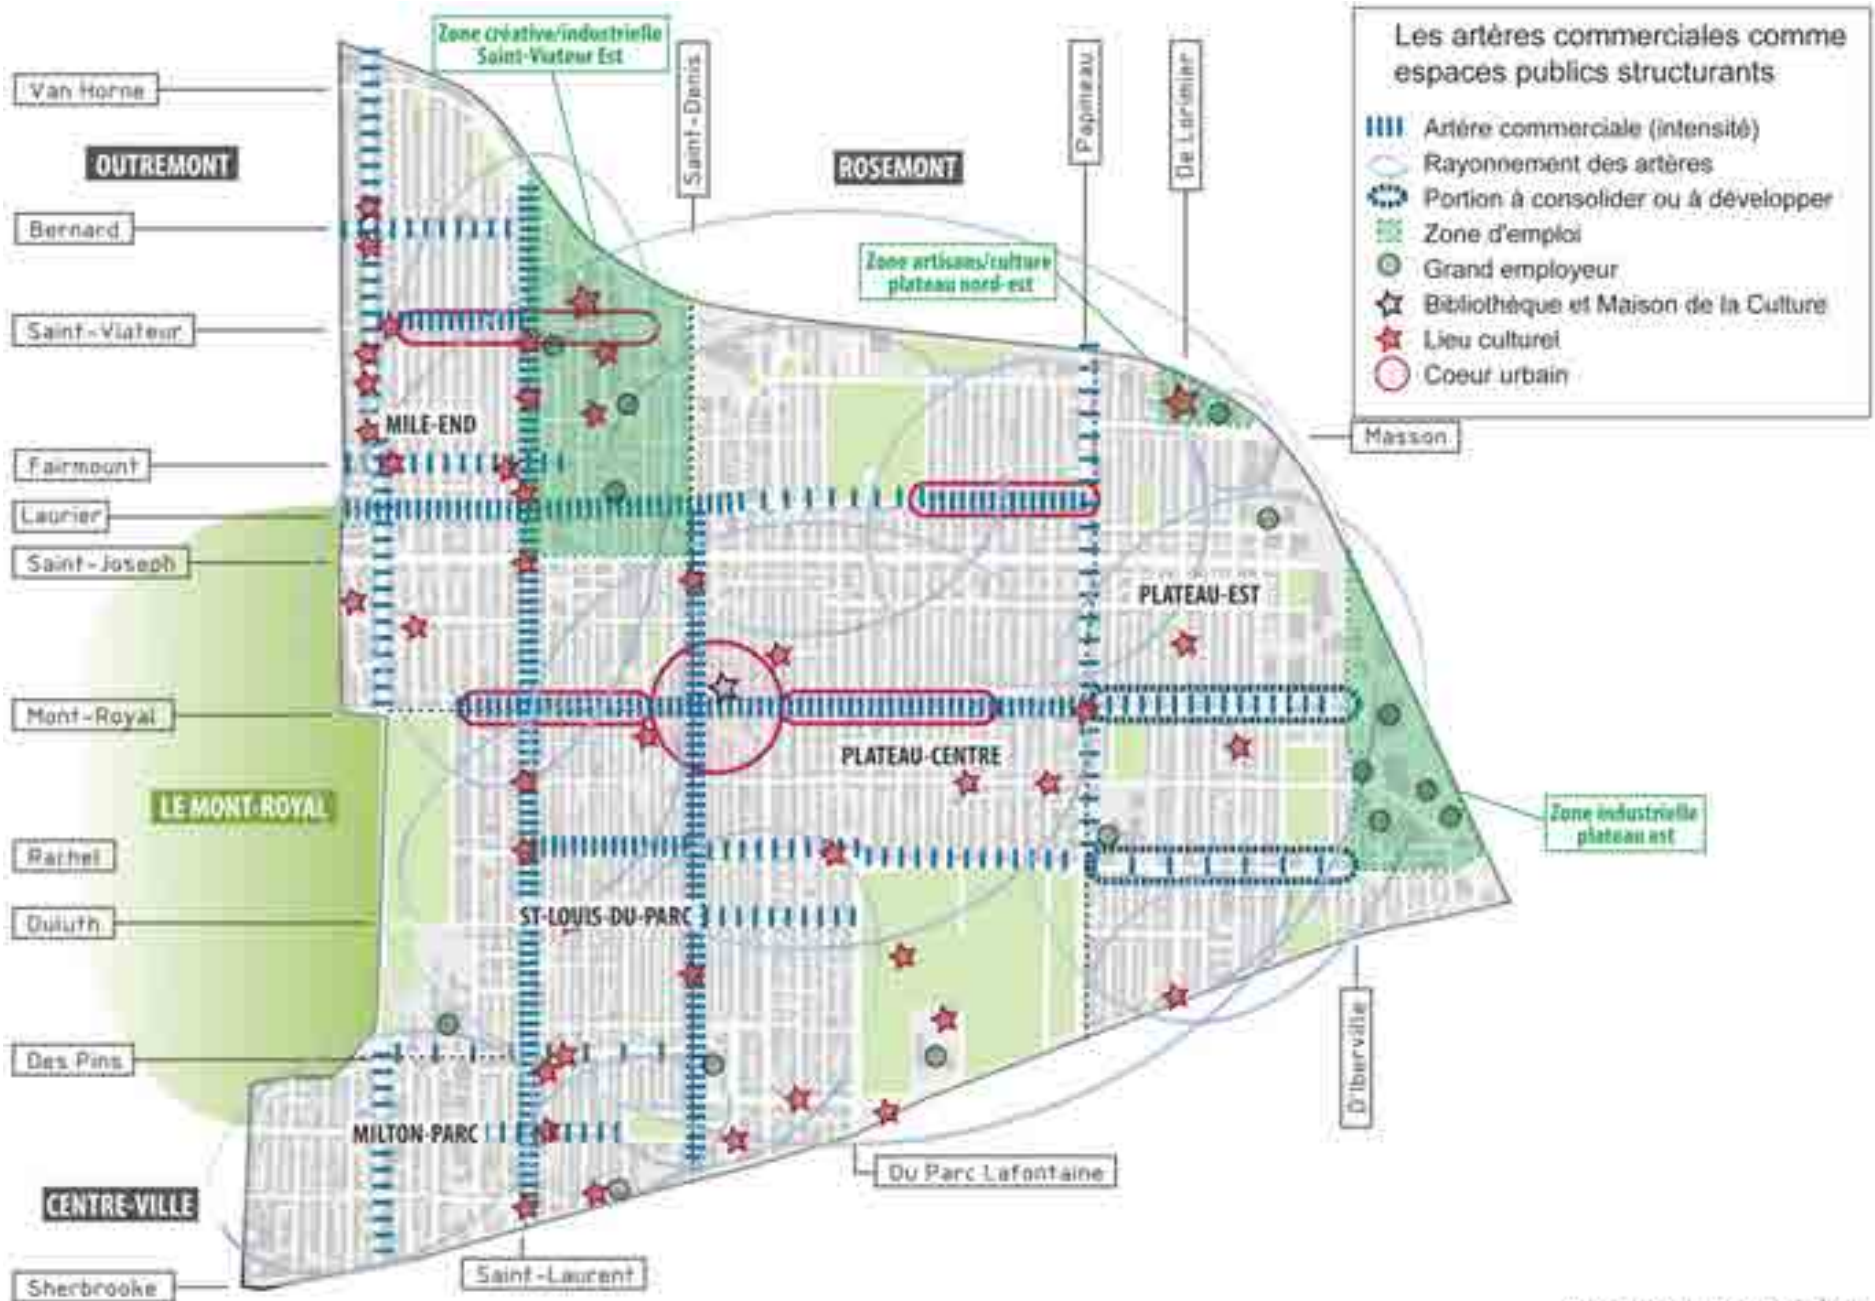 Zone créative/industrielle
Saint-Viateur Est
Van Horne
OUTREMONT
Saint-Denis
ROSEMONT
Papineau
De Lorimier
Les artères commerciales comme
espaces publics structurants
Artère commerciale (intensité)
Rayonnement des artères
Portion à consolider ou à développer
Zone d'emploi
Grand employeur
Bibliothèque et Maison de la Culture
Lieu culturel
Coeur urbain
Bernard
Zone artisans/culture
plateau nord-est
Saint-Viateur
MILE-END
Masson
Fairmount
Laurier
Saint-Joseph
PLATEAU-EST
Mont-Royal
PLATEAU-CENTRE
LE MONT-ROYAL
Zone industrielle
plateau est
Rachel
Duluth
ST-LOUIS-DU-PARC
Des Pins
D'Iberville
MILTON-PARC
Du Parc Lafontaine
CENTRE-VILLE
Saint-Laurent
Sherbrooke